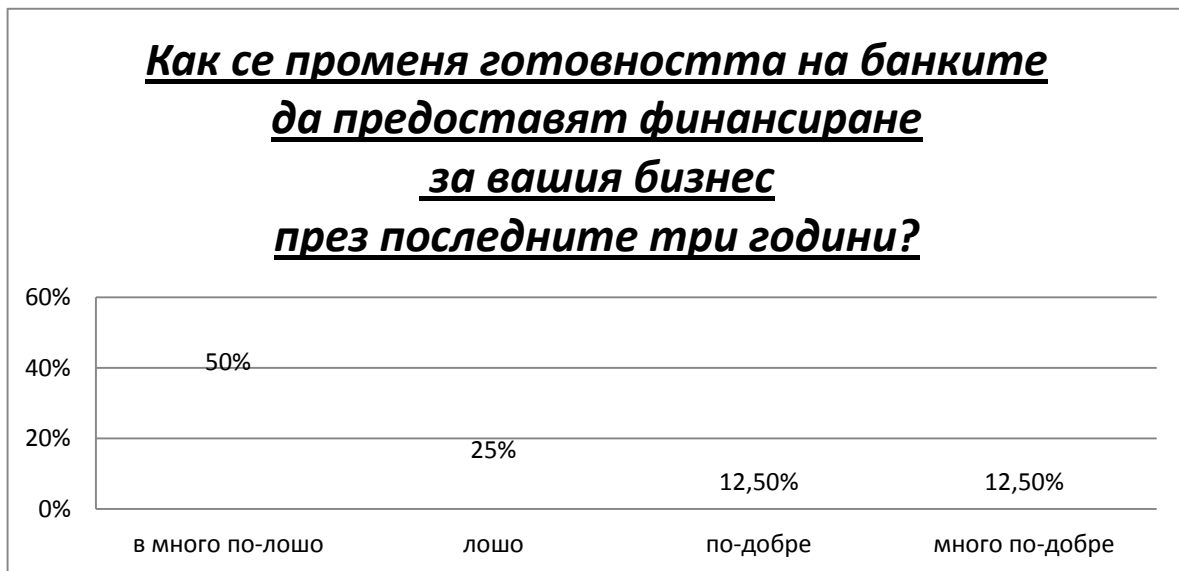 Как се променя готовността на банките
да предоставят финансиране
за вашия бизнес
през последните три години?
60%
50%
40%
20%
25%
12,50%
12,50%
0%
в много по-лошо
лошо
по-добре
много по-добре